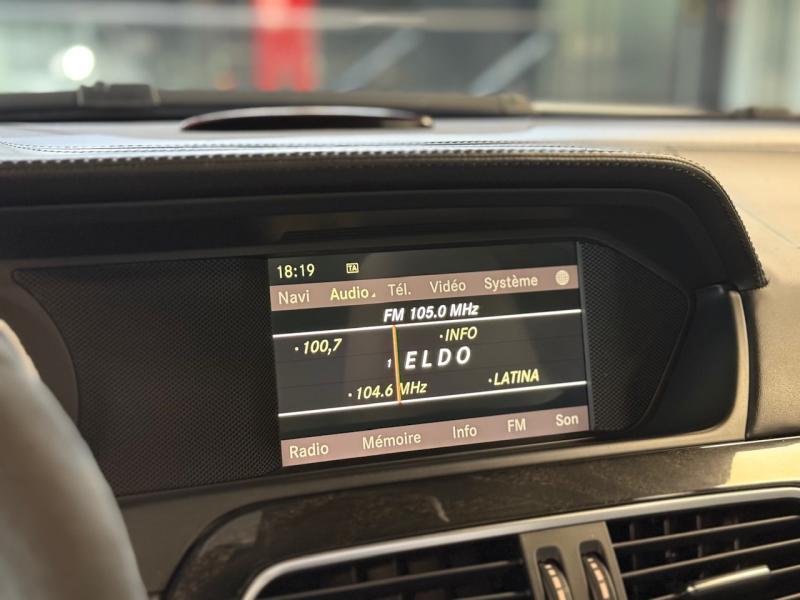 18:19 TA
Navi Audio Tél. Vidéo Système
FM 105.0 MHz
·100,7 ·INFO
1 ELDO
·104.6 MHz ·LATINA
Radio Mémoire Info FM Son